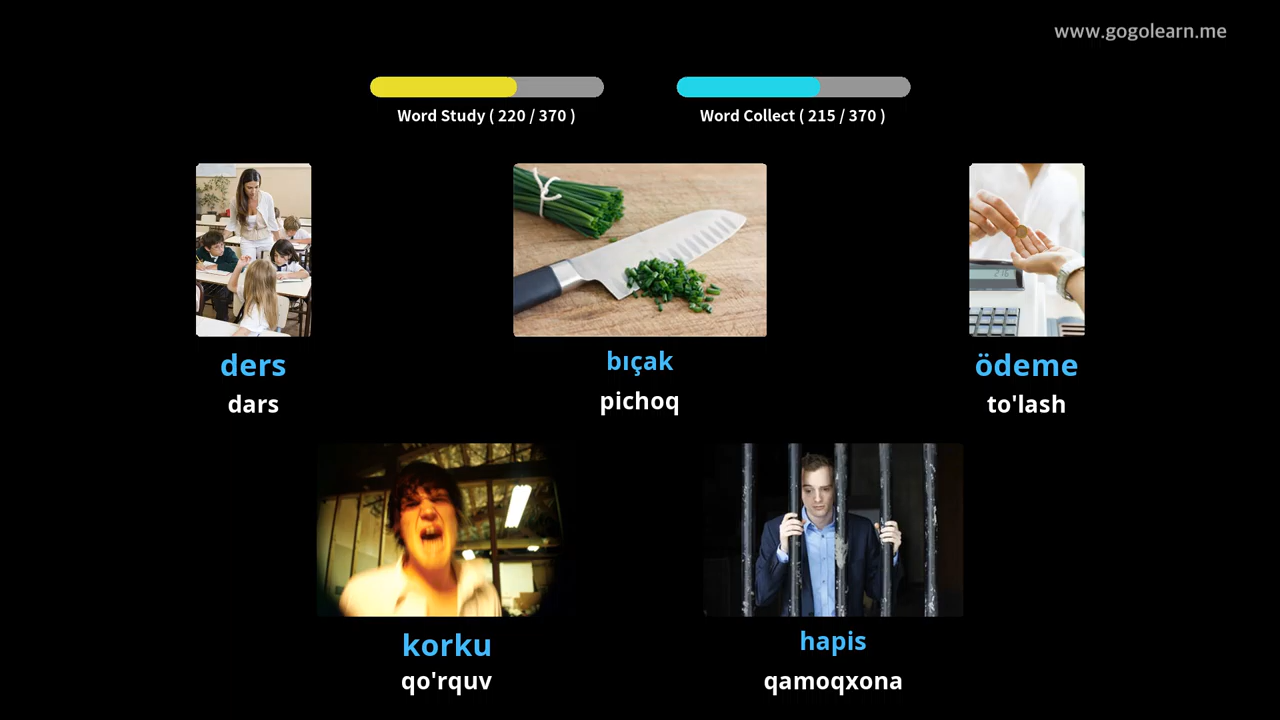 www.gogolearn.me
Word Study ( 220 / 370 )
Word Collect ( 215 / 370 )
ders
dars
bıçak
pichoq
ödeme
to'lash
korku
qo'rquv
hapis
qamoqxona